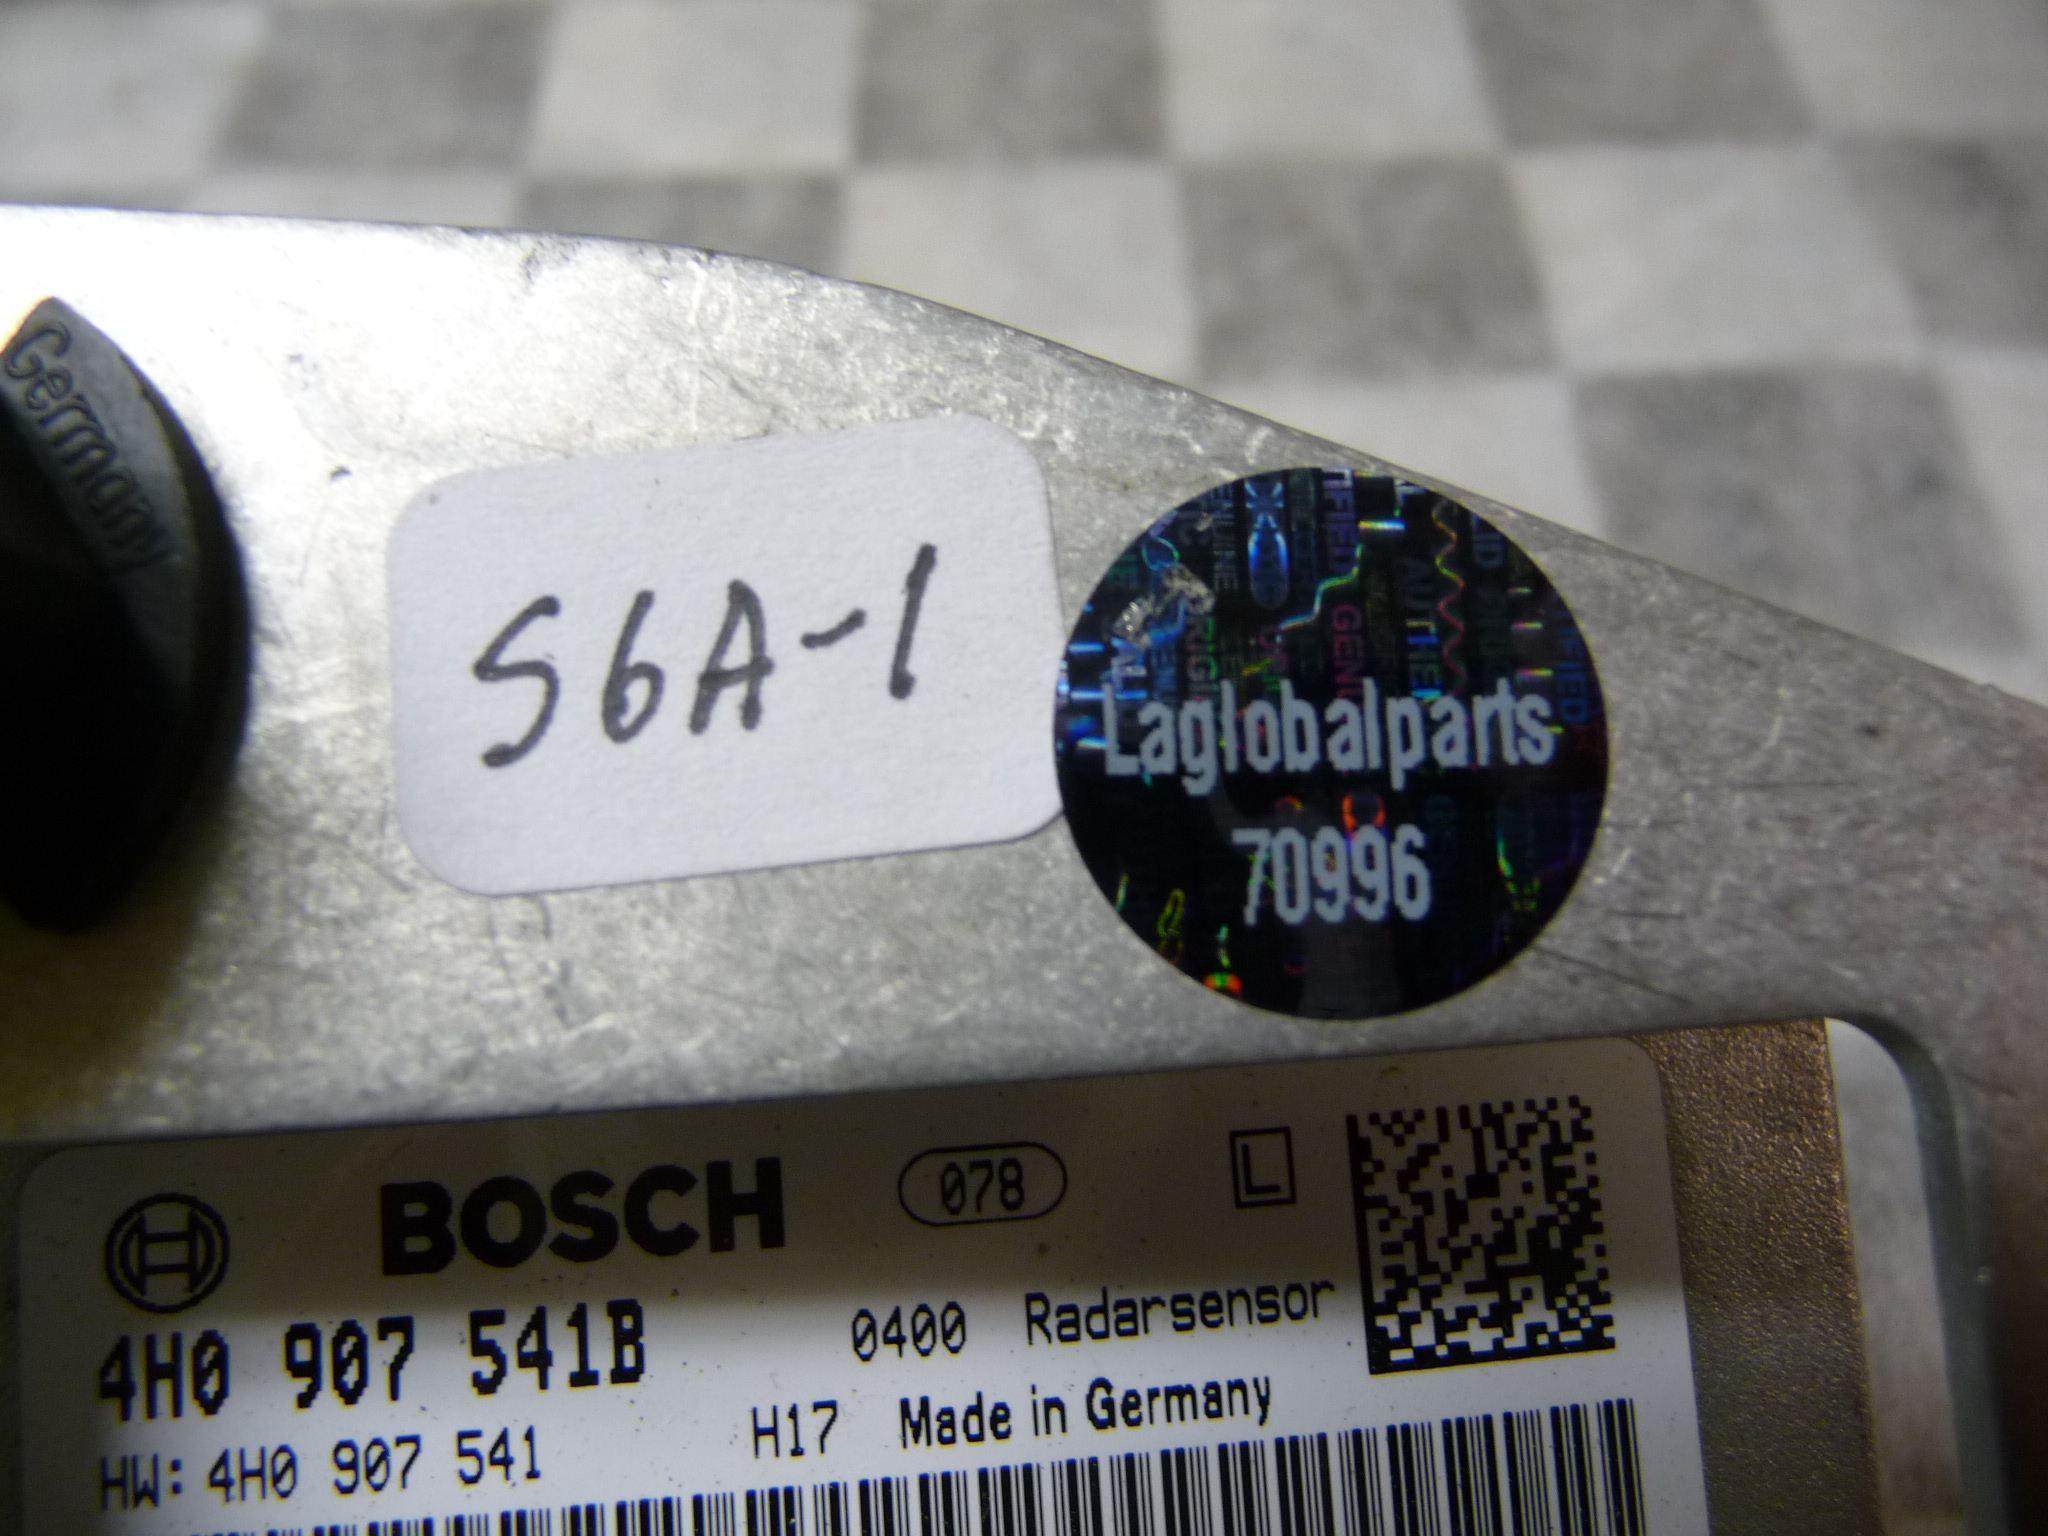 Germany
S6A-1
Laglobalparts
70996
BOSCH 078 L
4H0 907 541B 0400 Radarsensor
HW: 4H0 907 541 H17 Made in Germany